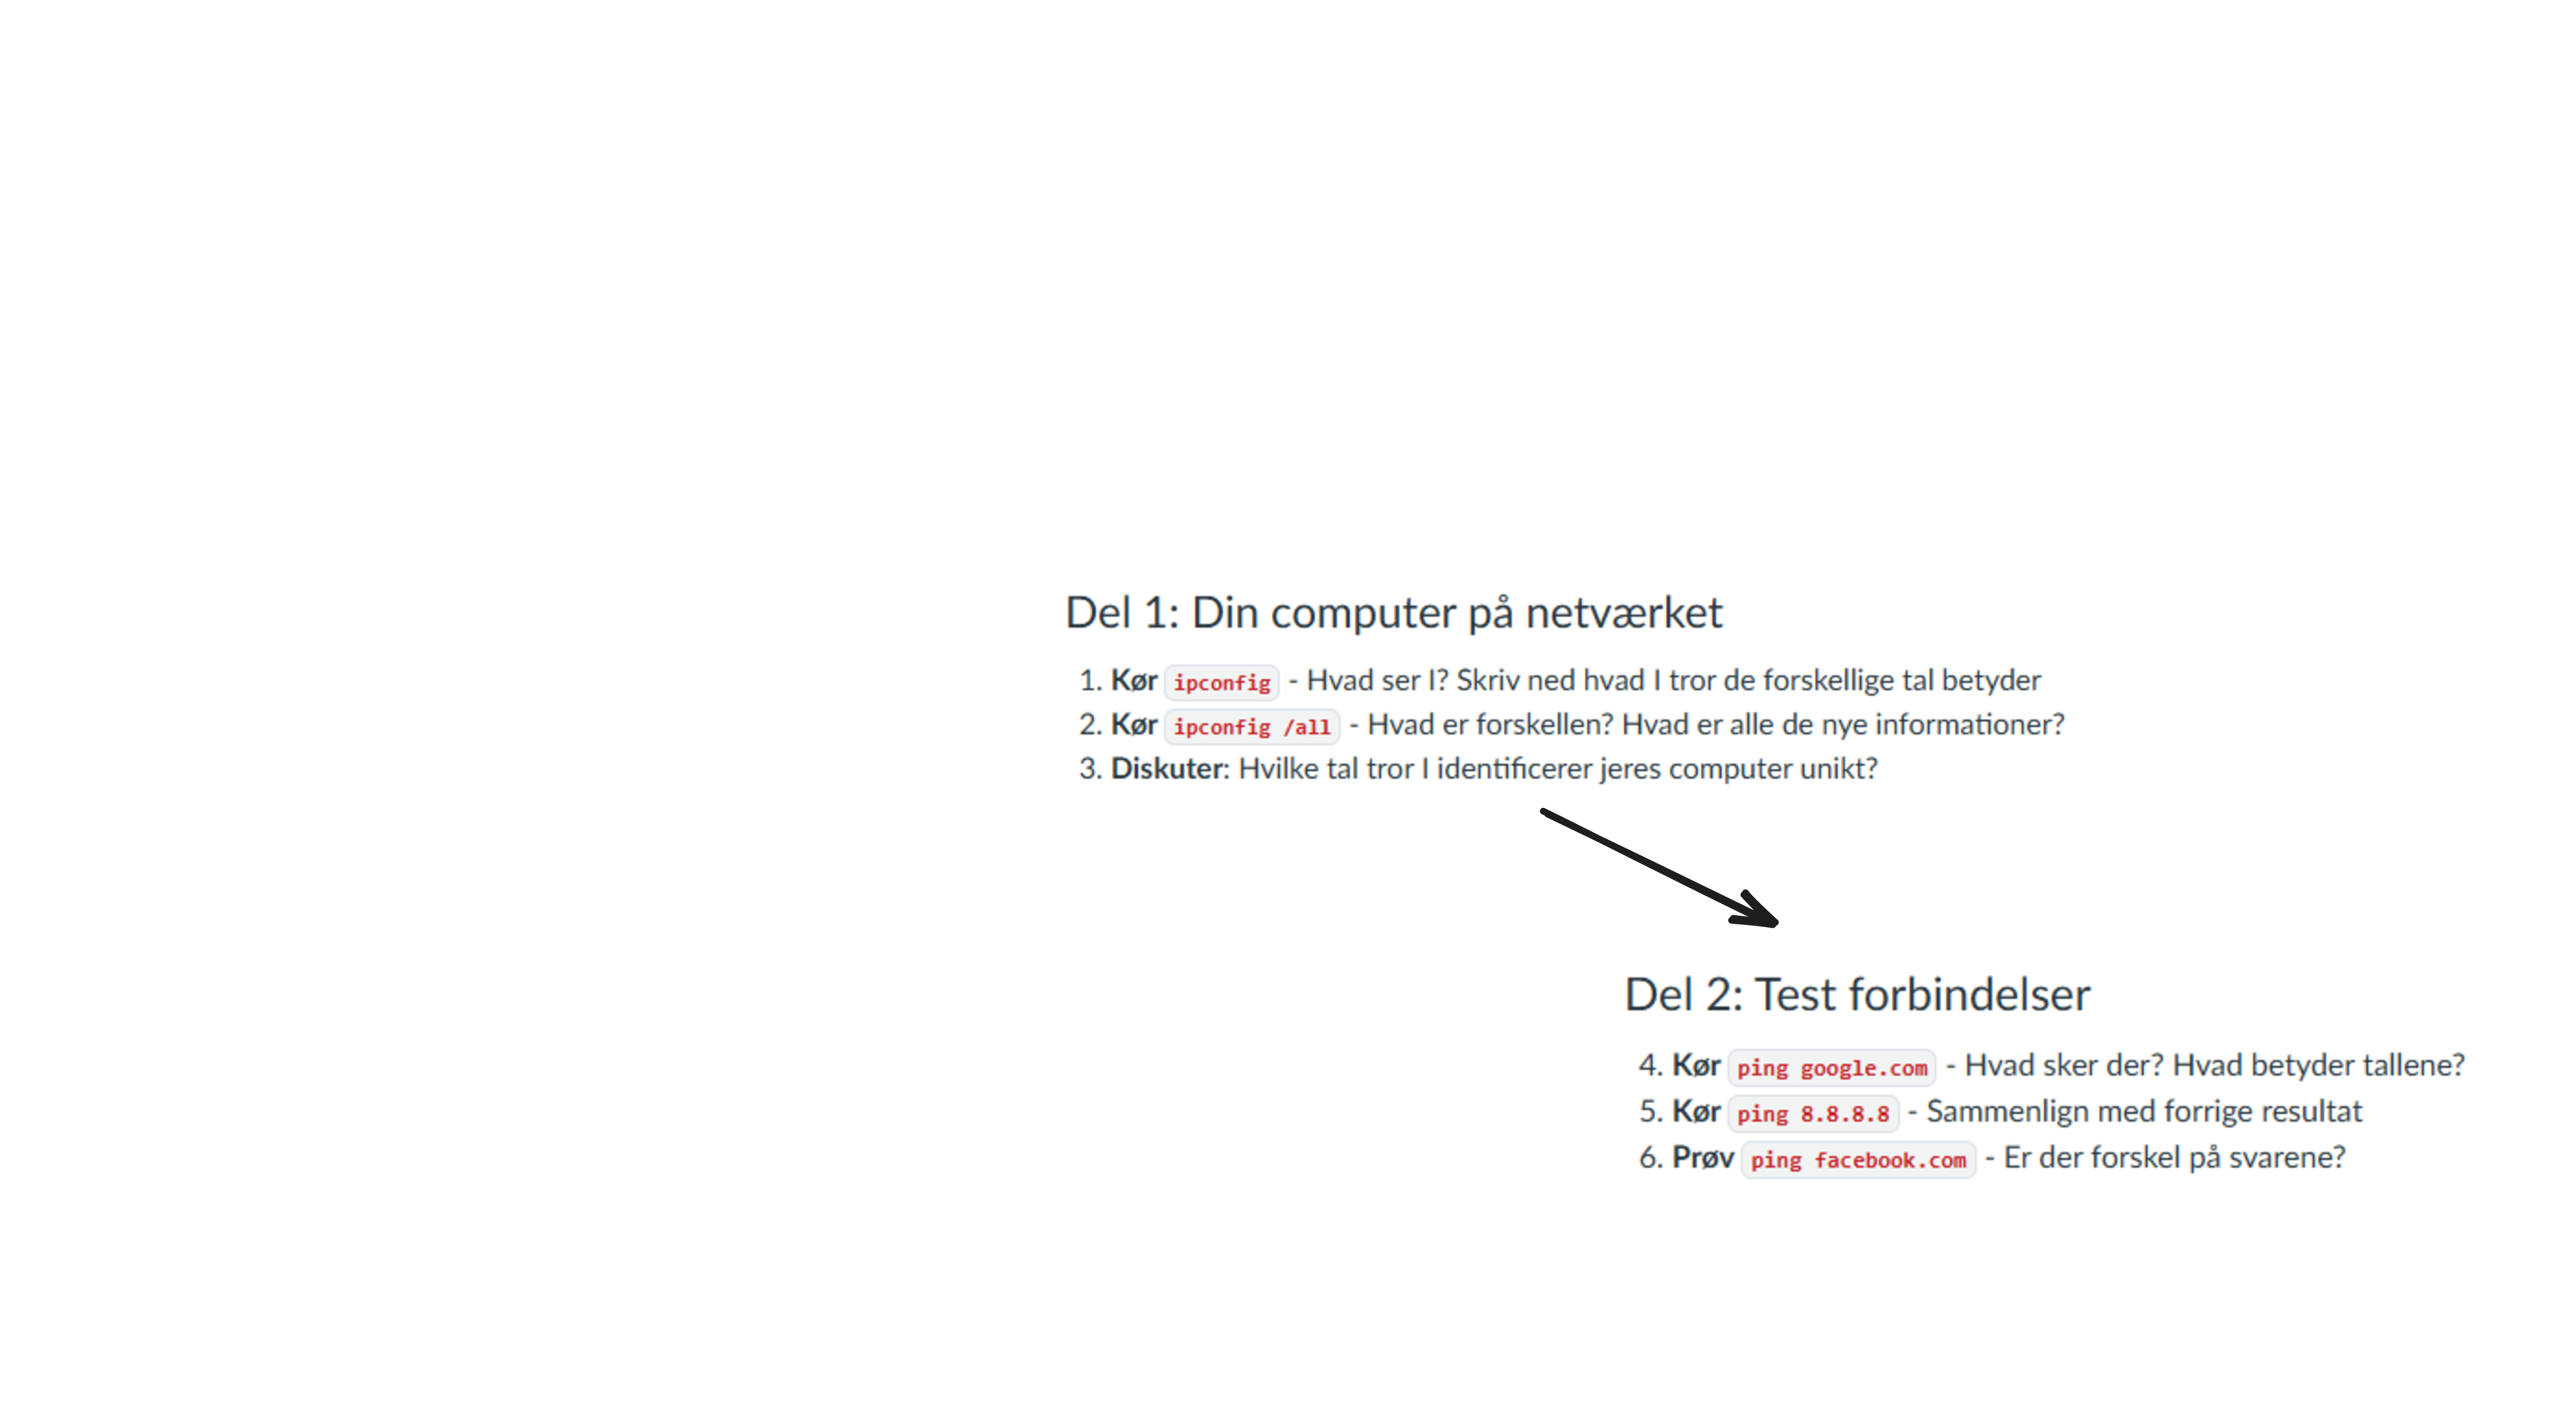 Del 1: Din computer på netværket
1. Kør ipconfig - Hvad ser I? Skriv ned hvad I tror de forskellige tal betyder
2. Kør ipconfig /all - Hvad er forskellen? Hvad er alle de nye informationer?
3. Diskuter: Hvilke tal tror I identificerer jeres computer unikt?
Del 2: Test forbindelser
4. Kør ping google.com - Hvad sker der? Hvad betyder tallene?
5. Kør ping 8.8.8.8 - Sammenlign med forrige resultat
6. Prøv ping facebook.com - Er der forskel på svarene?